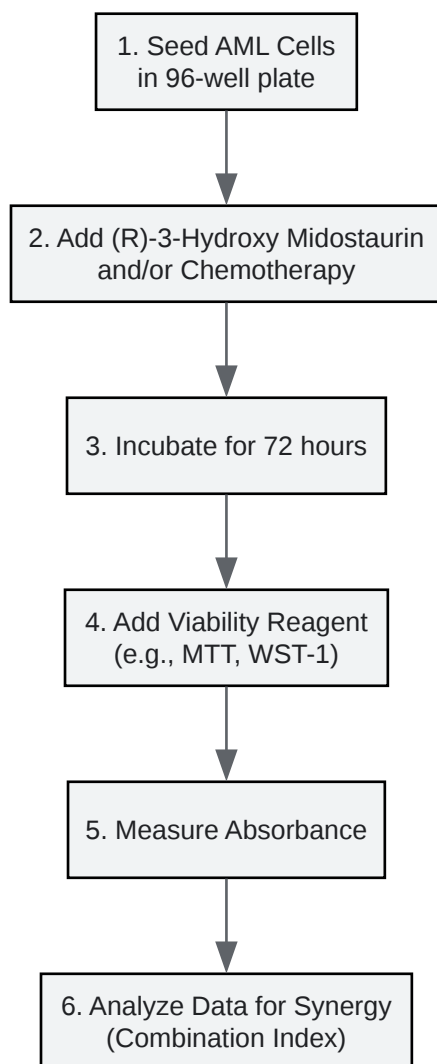 1. Seed AML Cells
in 96-well plate
2. Add (R)-3-Hydroxy Midostaurin
and/or Chemotherapy
3. Incubate for 72 hours
4. Add Viability Reagent
(e.g., MTT, WST-1)
5. Measure Absorbance
6. Analyze Data for Synergy
(Combination Index)